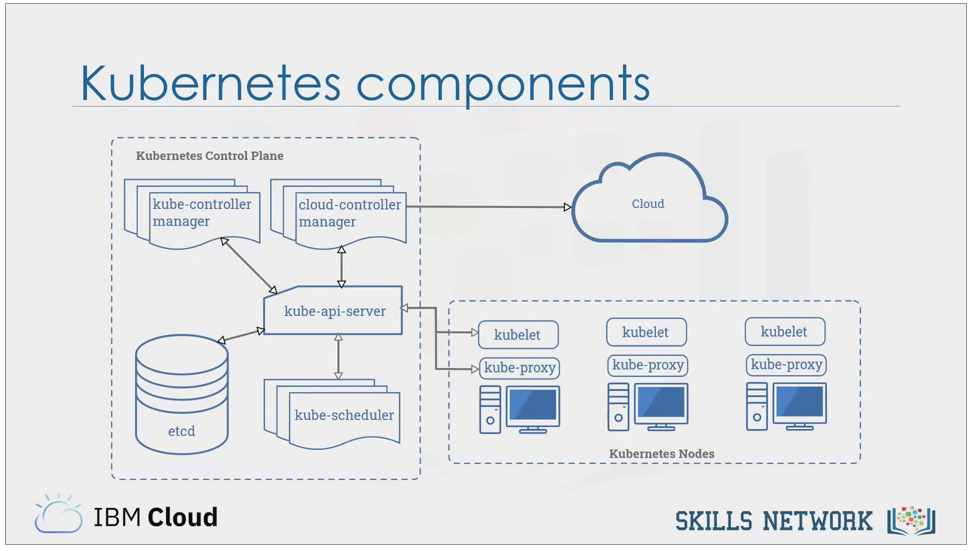 Kubernetes components
Kubernetes Control Plane
kube-controller
manager
cloud-controller
manager
Cloud
kube-api-server
etcd
kube-scheduler
kubelet
kubelet
kubelet
kube-proxy
kube-proxy
kube-proxy
Kubernetes Nodes
IBM Cloud
SKILLS NETWORK